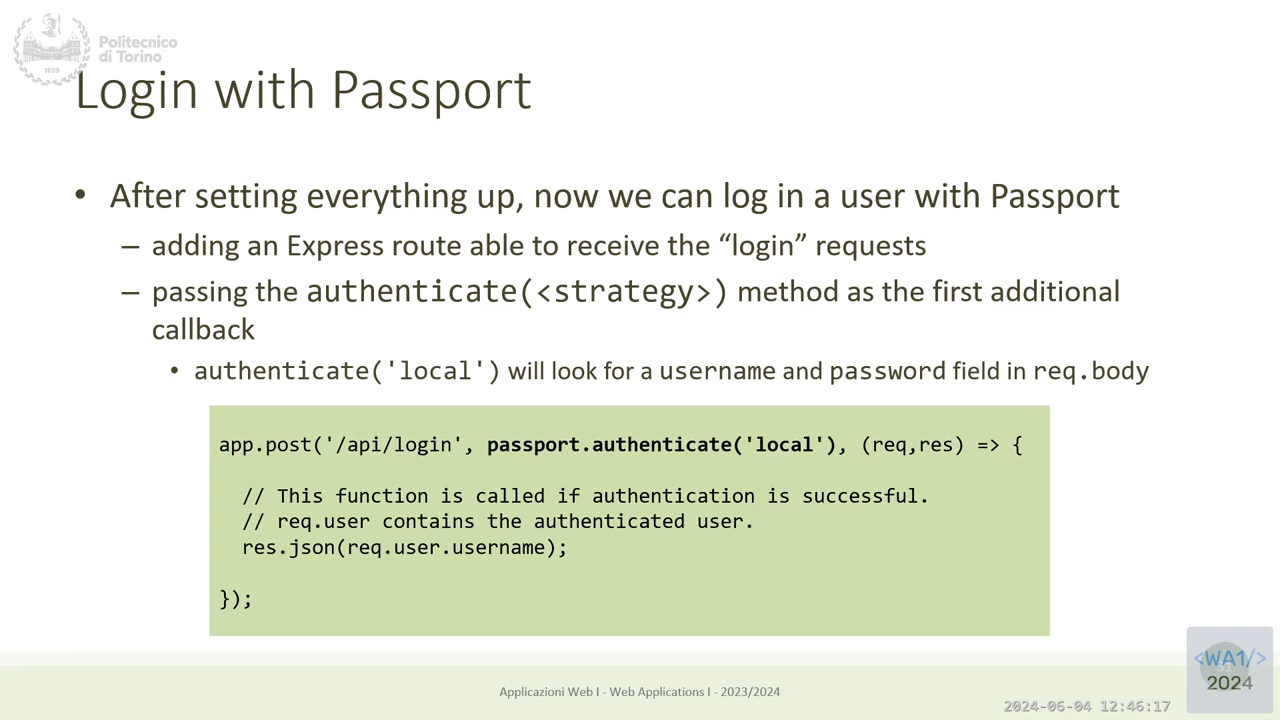 Politecnico
di Torino
1859
Login with Passport
• After setting everything up, now we can log in a user with Passport
– adding an Express route able to receive the “login” requests
– passing the authenticate(<strategy>) method as the first additional
callback
• authenticate('local') will look for a username and password field in req.body
app.post('/api/login', passport.authenticate('local'), (req,res) => {
// This function is called if authentication is successful.
// req.user contains the authenticated user.
res.json(req.user.username);
});
Applicazioni Web I - Web Applications I - 2023/2024
<WA1/>
31
2024
2024-06-04 12:46:17